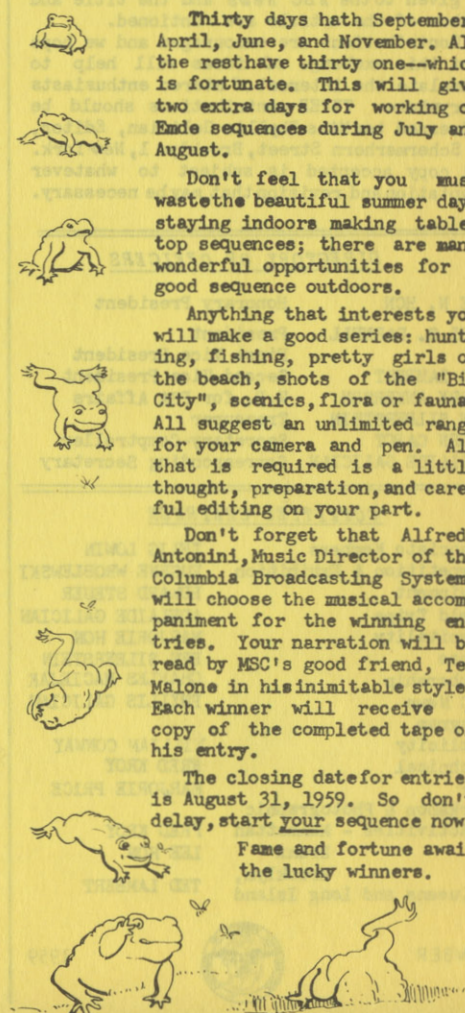 Thirty days hath September
April, June, and November. Al
the resthave thirty one--whic
is fortunate. This will giv
two extra days for working o
Emde sequences during July an
August.
Don't feel that you mus
wastethe beautiful summer day
staying indoors making table
top sequences; there are man
wonderful opportunities for
good sequence outdoors.
Anything that interests yo
will make a good series: hunt
ing, fishing, pretty girls o
the beach, shots of the "Bi
City", scenics, flora or fauna
All suggest an unlimited rang
for your camera and pen. Al
that is required is a littl
thought, preparation, and care
ful editing on your part.
Don't forget that Alfred
Antonini, Music Director of th
Columbia Broadcasting System
will choose the musical accom
paniment for the winning en
tries. Your narration will b
read by MSC's good friend, Te
Malone in hisinimitable style
Each winner will receive
copy of the completed tape o
his entry.
The closing datefor entrie
is August 31, 1959. So don'
delay, start your sequence now
Fame and fortune awai
the lucky winners.